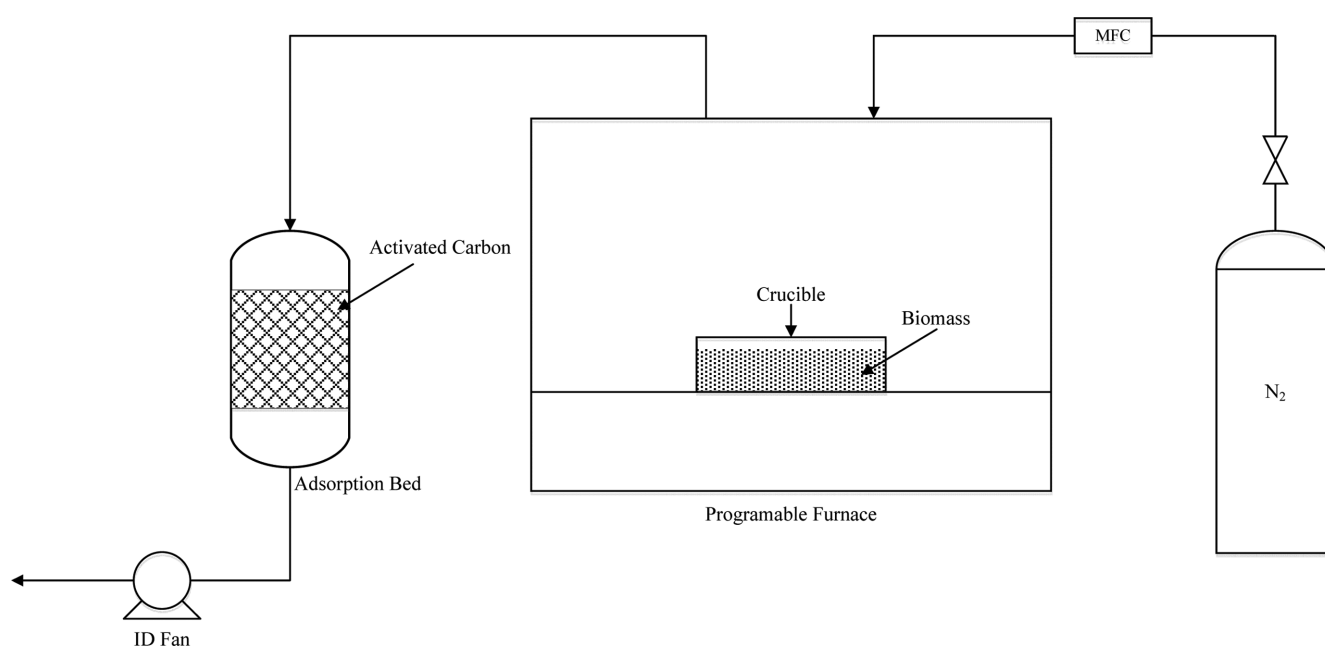 MFC
Activated Carbon
Crucible
Biomass
N₂
Adsorption Bed
Programable Furnace
ID Fan